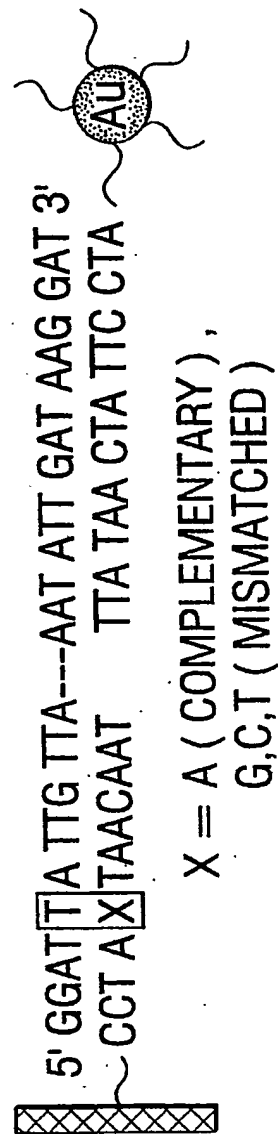 5' GGAT T A TTG TTA---AAT ATT GAT AAG GAT 3'
CCT A X TAACAAT TTA TAA CTA TTC CTA
Au
X = A ( COMPLEMENTARY ) ,
G,C,T ( MISMATCHED )